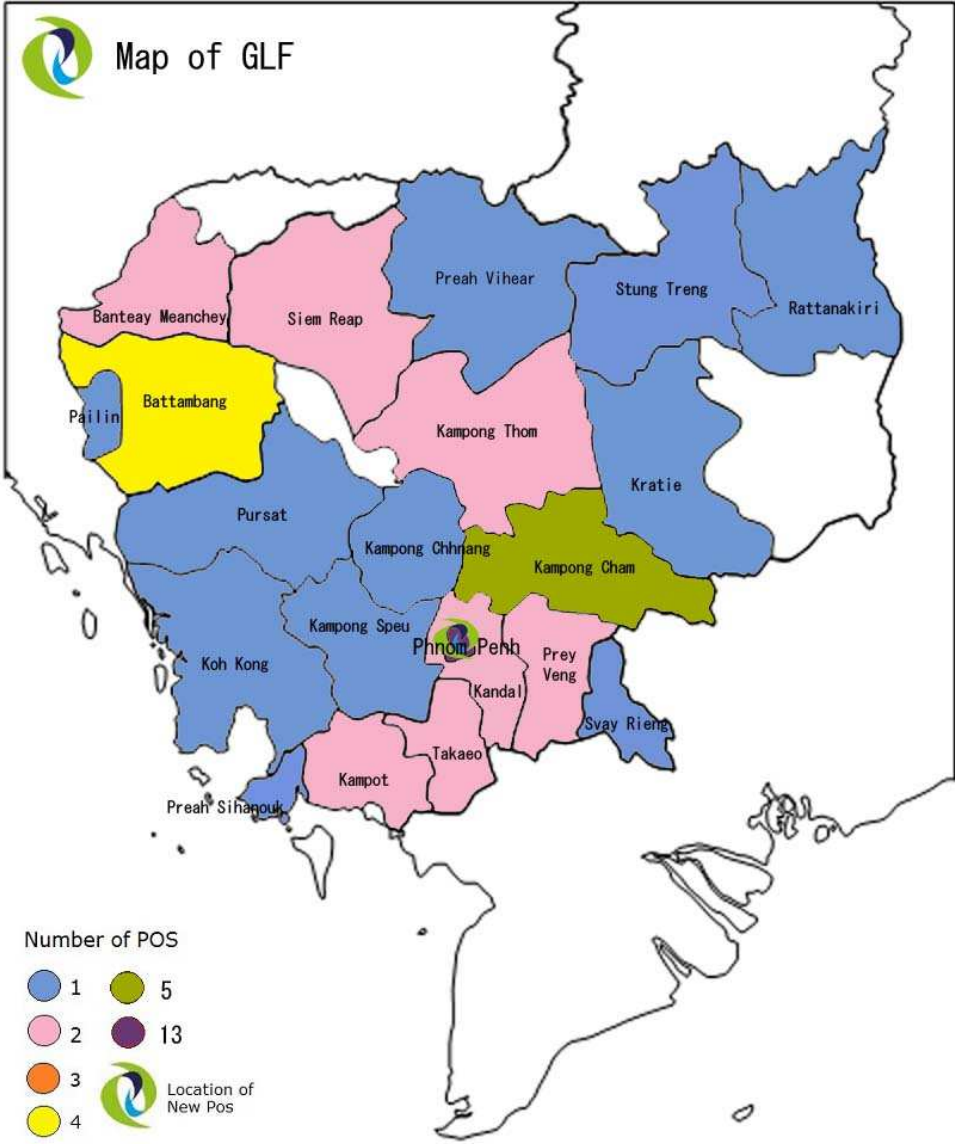 Map of GLF
Preah Vihear
Stung Treng
Rattanakiri
Banteay Meanchey
Siem Reap
Battambang
Pailin
Kampong Thom
Kratie
Pursat
Kampong Chhnang
Kampong Cham
Kampong Speu
Phnom Penh
Koh Kong
Prey
Veng
Kandal
Svay Rieng
Takaeo
Kampot
Preah Sihanouk
Number of POS
1
5
2
13
3
4
Location of
New Pos